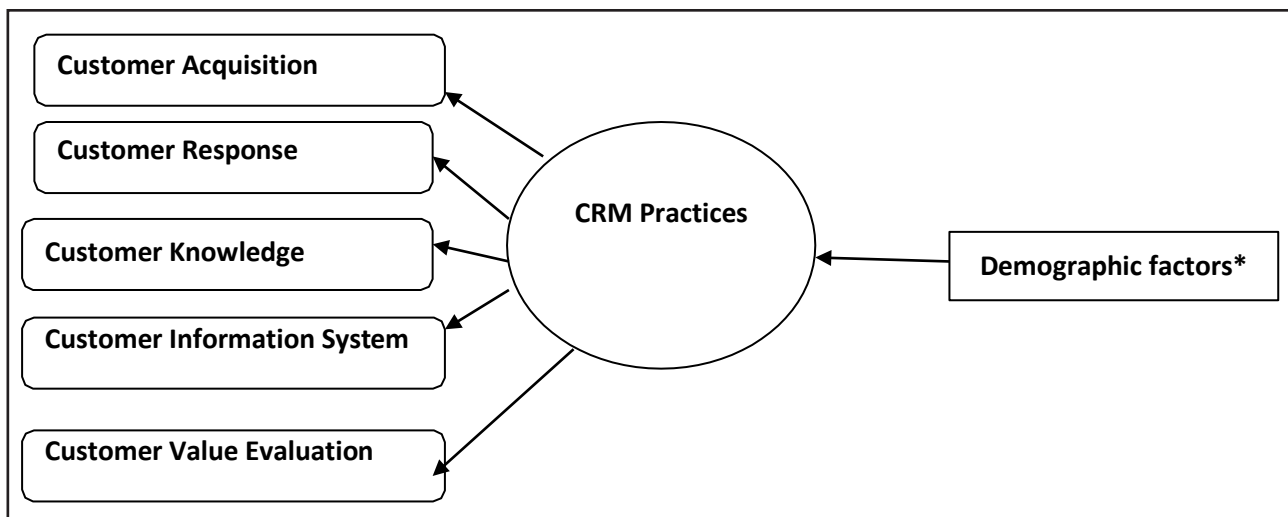 Customer Acquisition
Customer Response
CRM Practices
Customer Knowledge
Demographic factors*
Customer Information System
Customer Value Evaluation